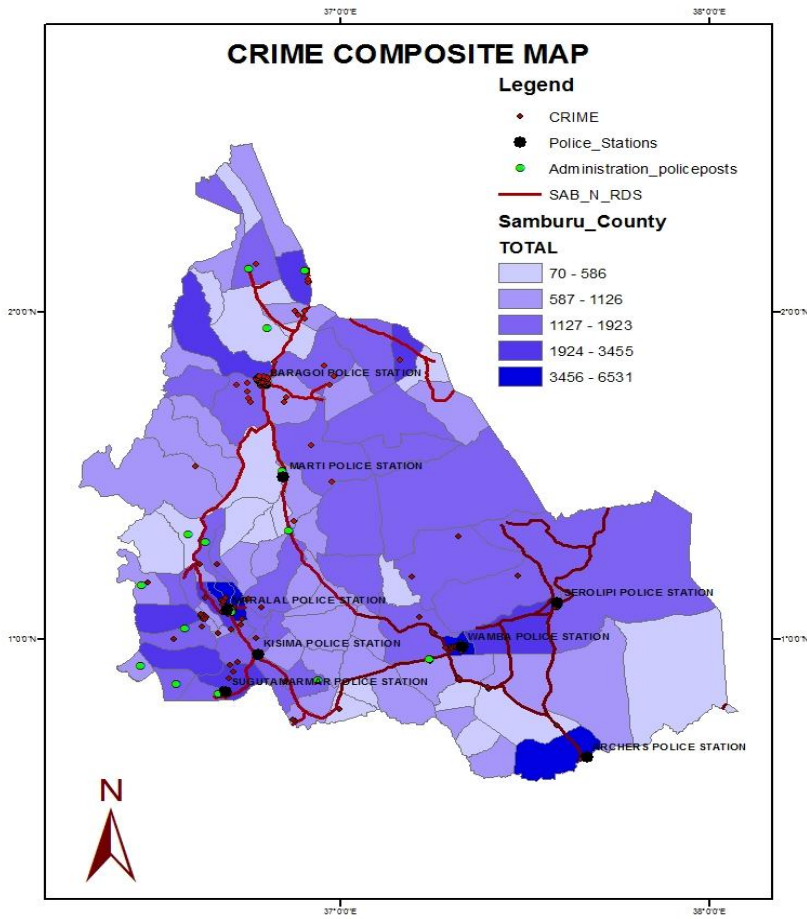 37°0'0"E 38°0'0"E
CRIME COMPOSITE MAP
Legend
CRIME
Police_Stations
Administration_policeposts
SAB_N_RDS
Samburu_County
TOTAL
70 - 586
587 - 1126
1127 - 1923
1924 - 3455
3456 - 6531
2°0'0"N 2°0'0"N
BARAGOI POLICE STATION
MARTI POLICE STATION
SEROLIPI POLICE STATION
ARALAL POLICE STATION
1°0'0"N 1°0'0"N
WAMBA POLICE STATION
KISIMA POLICE STATION
SUGUTAMARMAR POLICE STATION
RCHERS POLICE STATION
N
37°0'0"E 38°0'0"E